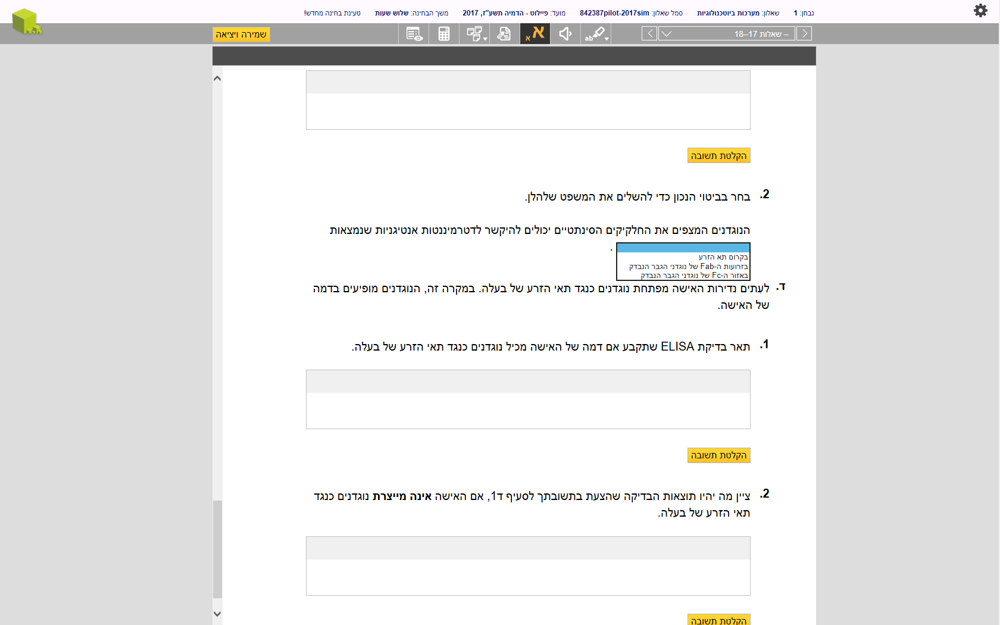 נבחן: 1 שאלון: מערכות ביוטכנולוגיות סמל שאלון: 842387pilot-2017sim מועד: פיילוט - הדמיה תשע"ז, 2017 משך הבחינה: שלוש שעות טעינת בחינה מחדש!
– שאלות 17–18
ab
א א
שמירה ויציאה
הקלטת תשובה
2. בחר בביטוי הנכון כדי להשלים את המשפט שלהלן.
הנוגדנים המצפים את החלקיקים הסינתטיים יכולים להיקשר לדטרמיננטות אנטיגניות שנמצאות
.
בקרום תא הזרע
בזרועות ה-Fab של נוגדני הגבר הנבדק
באזור ה-Fc של נוגדני הגבר הנבדק
ד. לעִתים נדירות האישה מפתחת נוגדנים כנגד תאי הזרע של בעלה. במקרה זה, הנוגדנים מופיעים בדמה
של האישה.
1. תאר בדיקת ELISA שתקבע אם דמה של האישה מכיל נוגדנים כנגד תאי הזרע של בעלה.
הקלטת תשובה
2. ציין מה יהיו תוצאות הבדיקה שהצעת בתשובתך לסעיף ד1, אם האישה אינה מייצרת נוגדנים כנגד
תאי הזרע של בעלה.
הקלטת תשובה